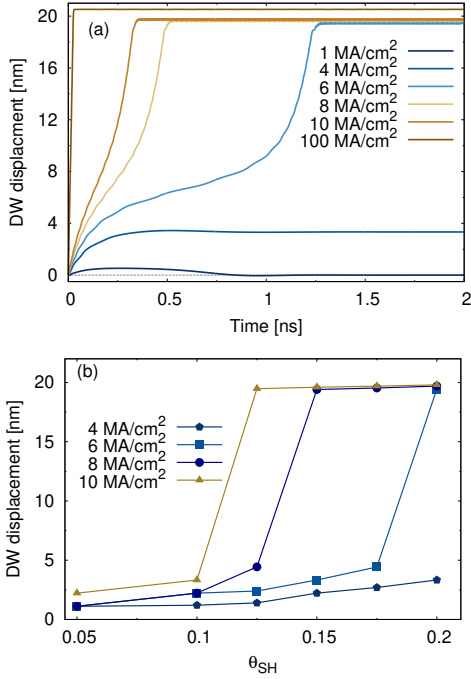 (a)
DW displacment [nm]
20
16
12
8
4
0
1 MA/cm²
4 MA/cm²
6 MA/cm²
8 MA/cm²
10 MA/cm²
100 MA/cm²
0
0.5
1
1.5
2
Time [ns]
(b)
DW displacement [nm]
20
15
10
5
0
4 MA/cm²
6 MA/cm²
8 MA/cm²
10 MA/cm²
0.05
0.1
0.15
0.2
θSH